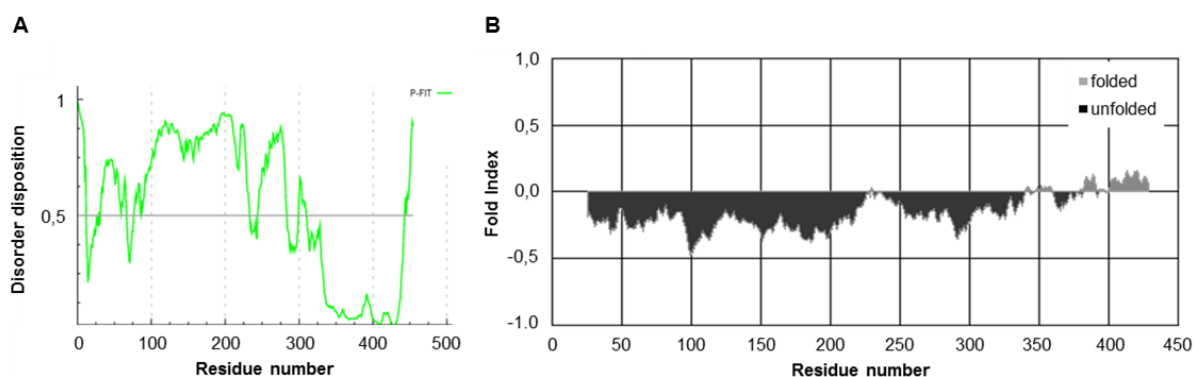 A
P-FIT
1
0,5
Disorder disposition
0 100 200 300 400 500
Residue number
B
1,0
0,5
0,0
-0,5
-1.0
Fold Index
folded
unfolded
0 50 100 150 200 250 300 350 400 450
Residue number